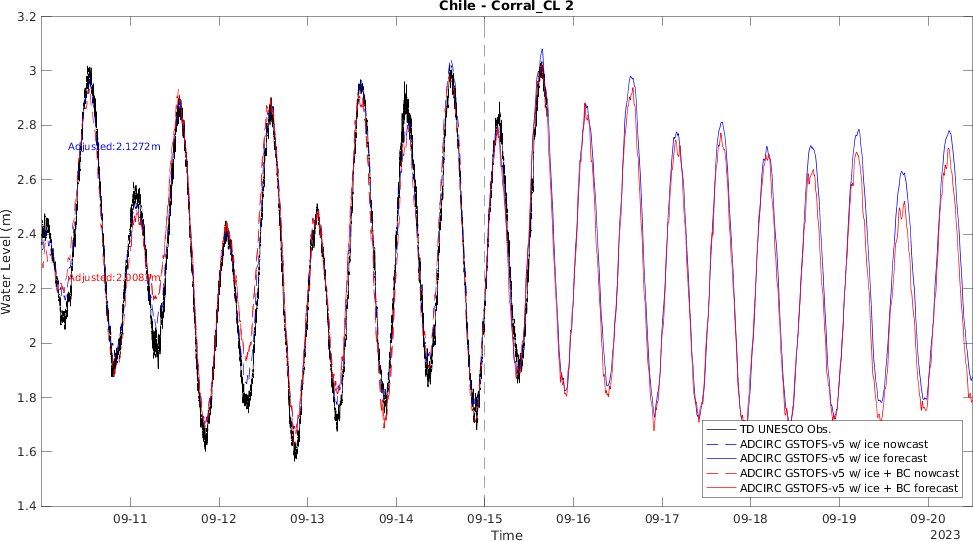 Chile - Corral_CL 2
3.2
3
2.8
2.6
2.4
2.2
2
1.8
1.6
1.4
Water Level (m)
Adjusted:2.1272m
Adjusted:2.0083m
TD UNESCO Obs.
ADCIRC GSTOFS-v5 w/ ice nowcast
ADCIRC GSTOFS-v5 w/ ice forecast
ADCIRC GSTOFS-v5 w/ ice + BC nowcast
ADCIRC GSTOFS-v5 w/ ice + BC forecast
09-11 09-12 09-13 09-14 09-15 09-16 09-17 09-18 09-19 09-20
Time
2023